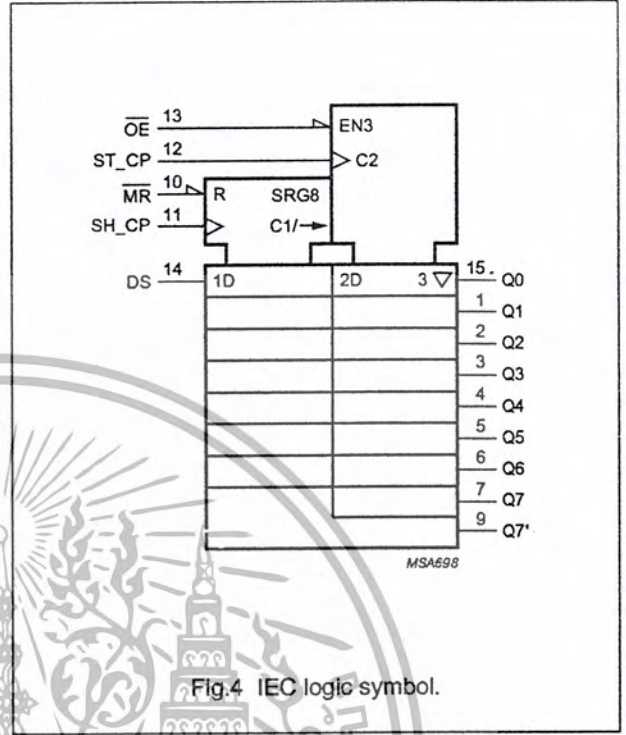 13
OE
EN3
12
ST_CP
C2
10
MR
R
SRG8
11
SH_CP
C1/
14
DS
1D
2D
3
15
Q0
1
Q1
2
Q2
3
Q3
4
Q4
5
Q5
6
Q6
7
Q7
9
Q7'
MSA698
Fig.4 IEC logic symbol.